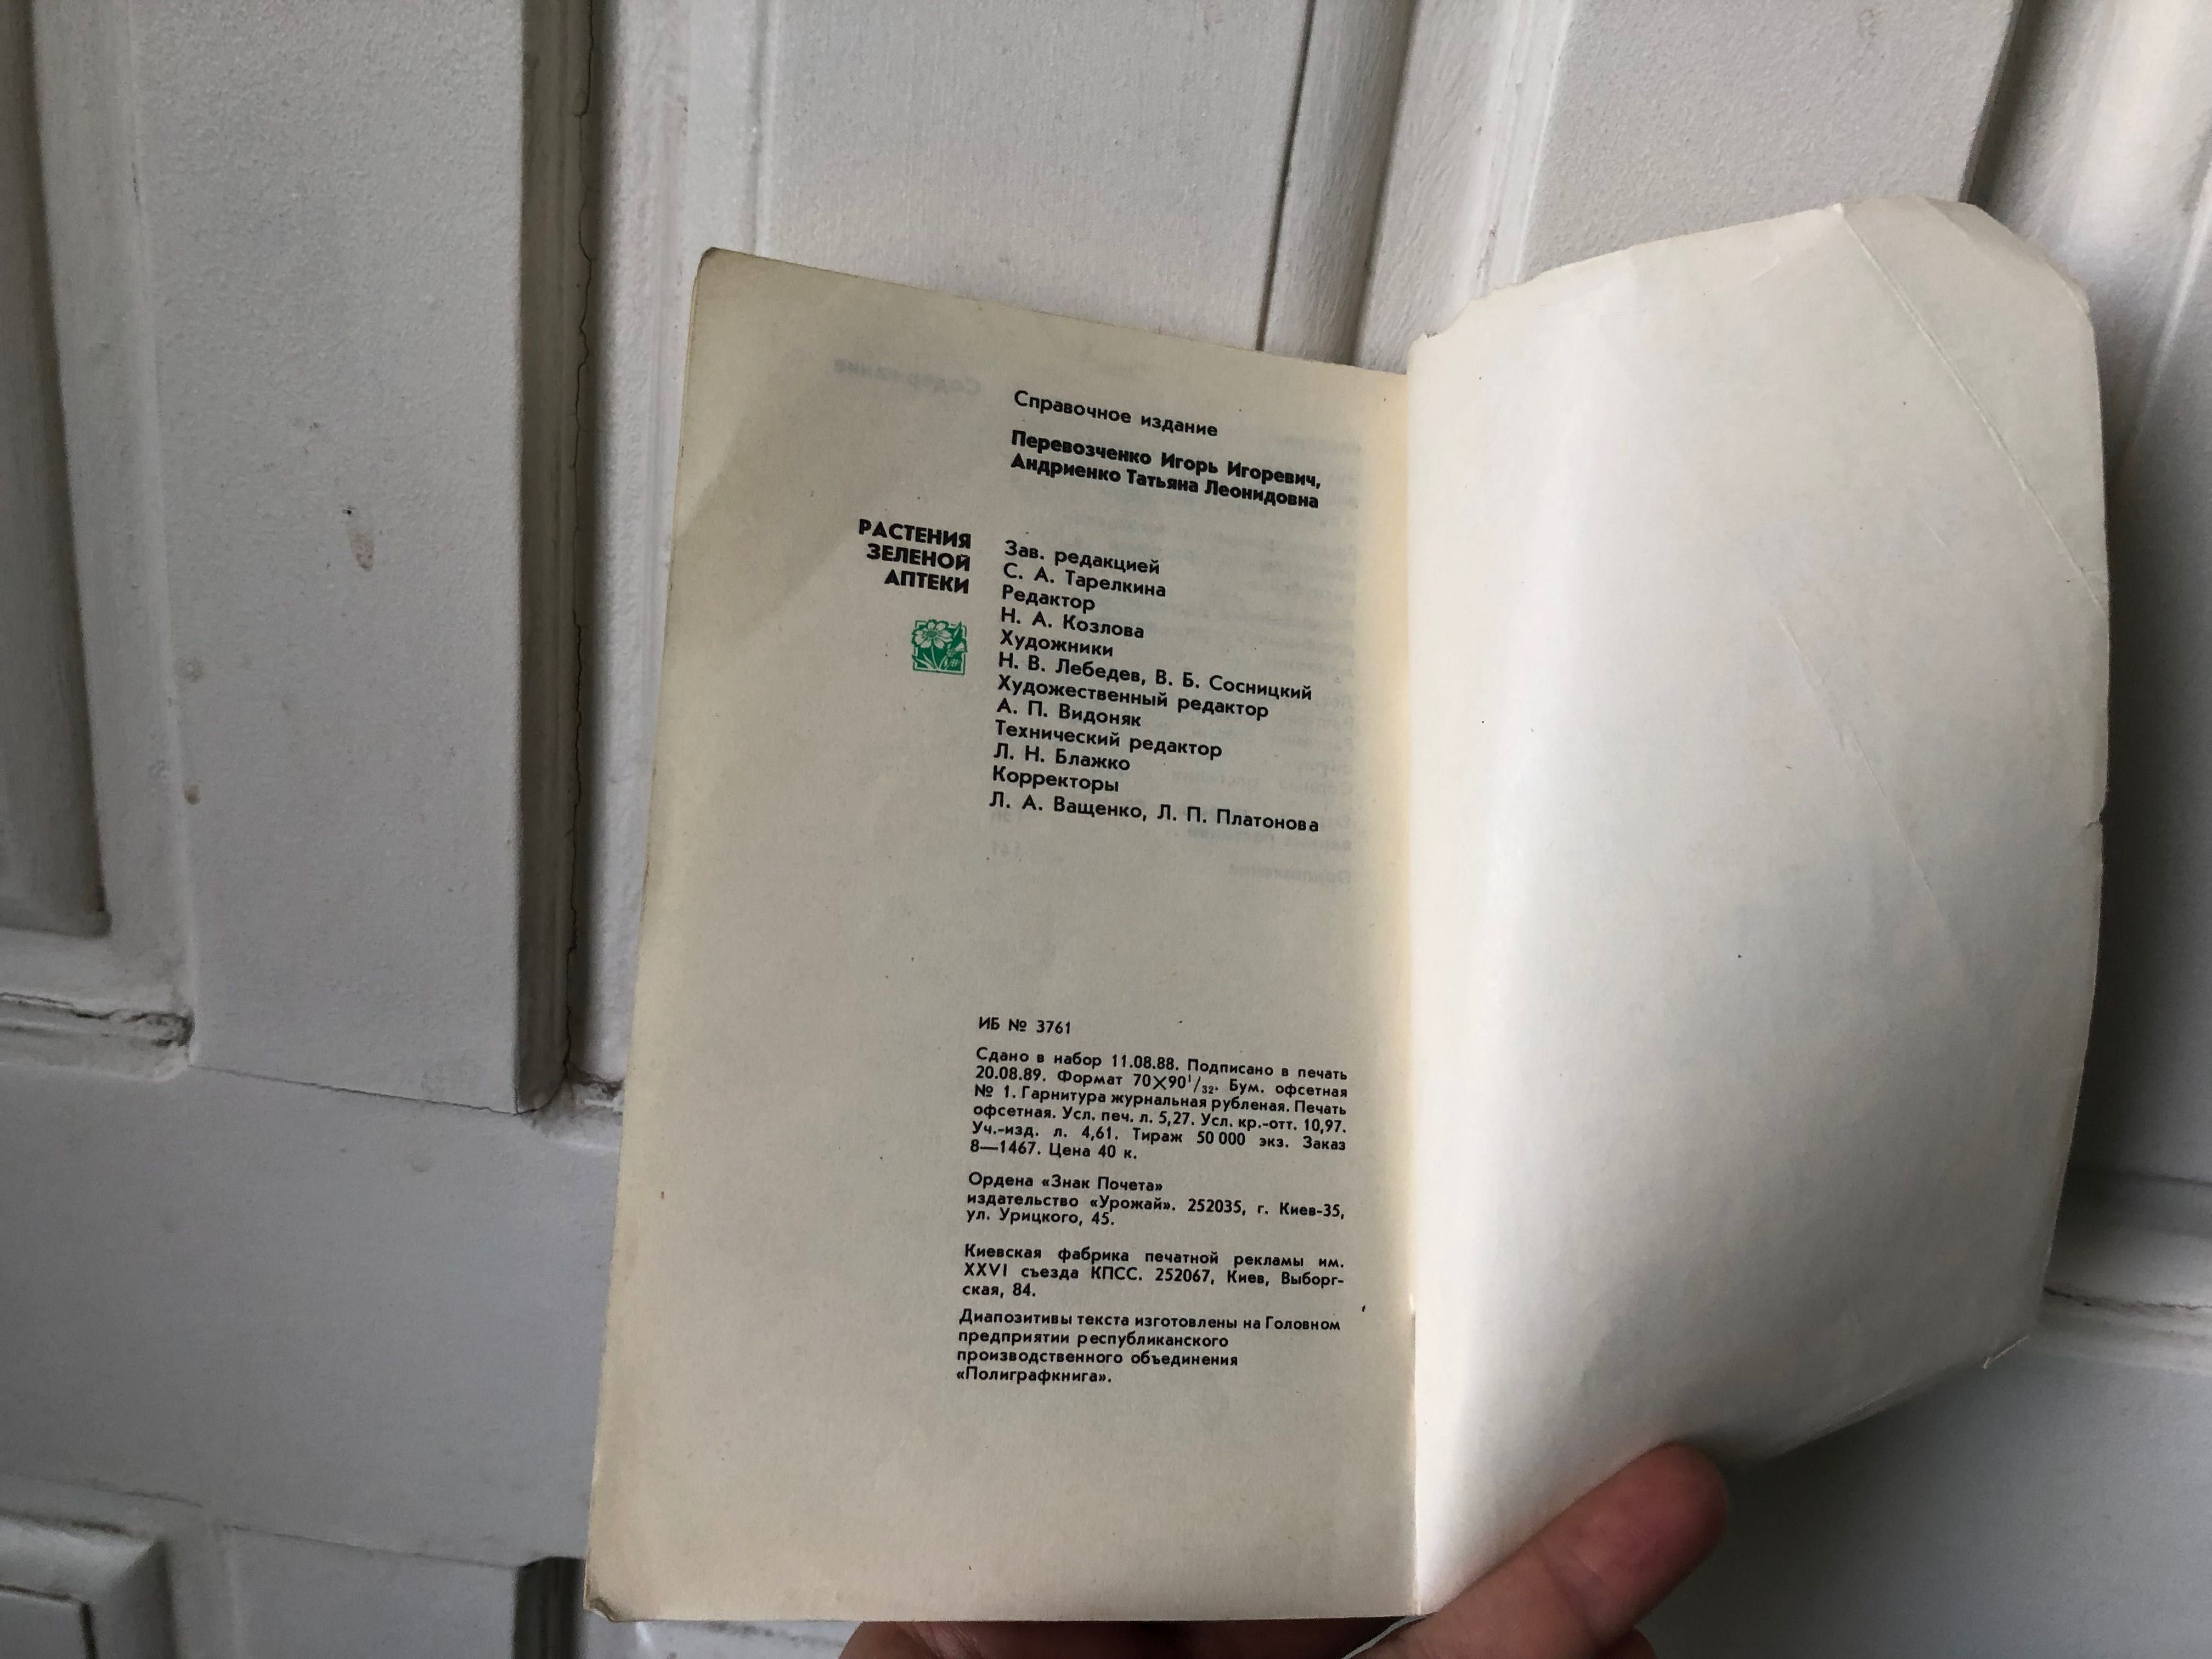 Содержание
Справочное издание
Перевозченко Игорь Игоревич,
Андриенко Татьяна Леонидовна
РАСТЕНИЯ
ЗЕЛЕНОЙ
АПТЕКИ
Зав. редакцией
С. А. Тарелкина
Редактор
Н. А. Козлова
Художники
Н. В. Лебедев, В. Б. Сосницкий
Художественный редактор
А. П. Видоняк
Технический редактор
Л. Н. Блажко
Корректоры
Л. А. Ващенко, Л. П. Платонова
ИБ № 3761
Сдано в набор 11.08.88. Подписано в печать
20.08.89. Формат 70×90¹/₃₂. Бум. офсетная
№ 1. Гарнитура журнальная рубленая. Печать
офсетная. Усл. печ. л. 5,27. Усл. кр.-отт. 10,97.
Уч.-изд. л. 4,61. Тираж 50 000 экз. Заказ
8—1467. Цена 40 к.
Ордена «Знак Почета»
издательство «Урожай». 252035, г. Киев-35,
ул. Урицкого, 45.
Киевская фабрика печатной рекламы им.
XXVI съезда КПСС. 252067, Киев, Выборг-
ская, 84.
Диапозитивы текста изготовлены на Головном
предприятии республиканского
производственного объединения
«Полиграфкнига».